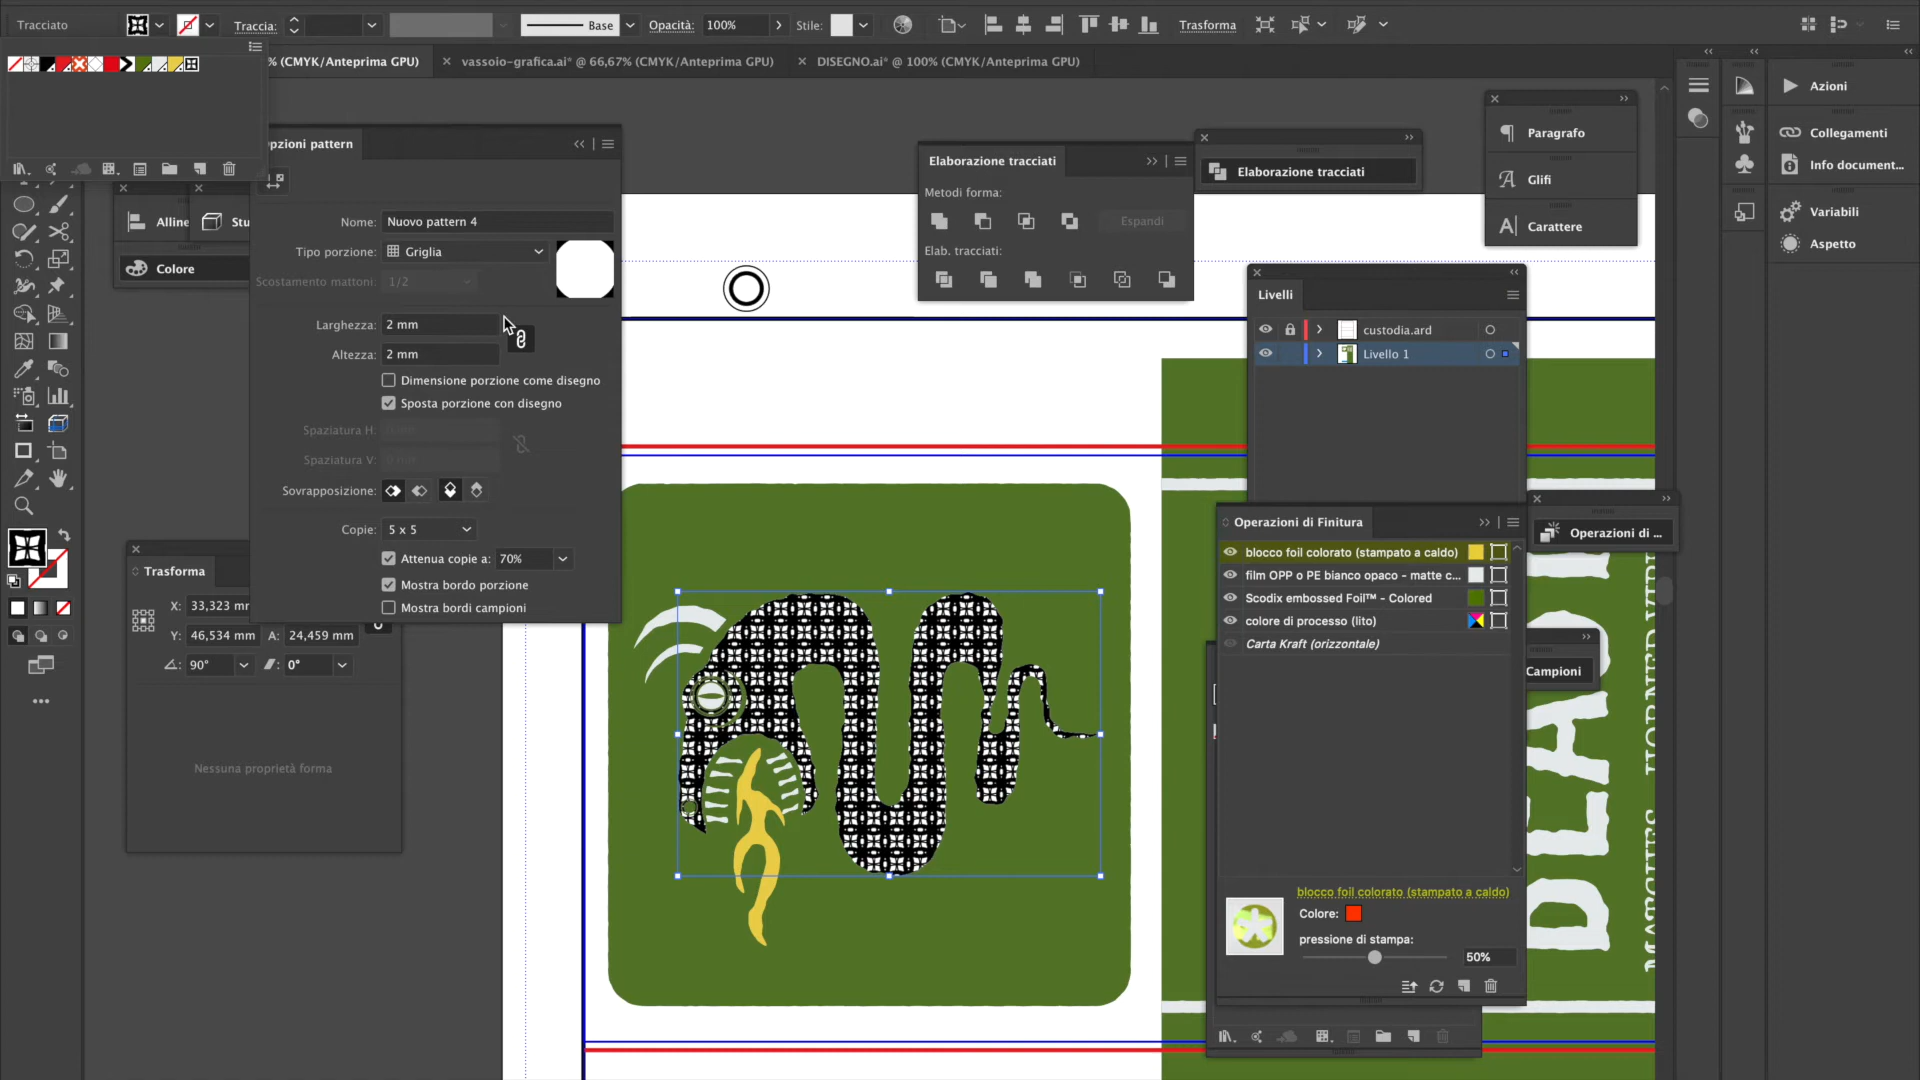 Tracciato
Traccia:
Base
Opacità:
100%
Stile:
Trasforma
% (CMYK/Anteprima GPU)
vassoio-grafica.ai* @ 66,67% (CMYK/Anteprima GPU)
DISEGNO.ai* @ 100% (CMYK/Anteprima GPU)
pzioni pattern
Nome:
Nuovo pattern 4
Tipo porzione:
Griglia
Scostamento mattoni:
1/2
Larghezza:
2 mm
Altezza:
2 mm
Dimensione porzione come disegno
Sposta porzione con disegno
Spaziatura H:
Spaziatura V:
Sovrapposizione:
Copie:
5 x 5
Attenua copie a:
70%
Mostra bordo porzione
Mostra bordi campioni
Alline
Stu
Colore
Trasforma
X:
33,323 mm
Y:
46,534 mm
A:
24,459 mm
90°
0°
Nessuna proprietà forma
Elaborazione tracciati
Metodi forma:
Espandi
Elab. tracciati:
Elaborazione tracciati
Paragrafo
Glifi
Carattere
Azioni
Collegamenti
Info document...
Variabili
Aspetto
Livelli
custodia.ard
Livello 1
Operazioni di Finitura
blocco foil colorato (stampato a caldo)
film OPP o PE bianco opaco - matte c...
Scodix embossed Foil™ - Colored
colore di processo (lito)
Carta Kraft (orizzontale)
Operazioni di ...
Campioni
blocco foil colorato (stampato a caldo)
Colore:
pressione di stampa:
50%